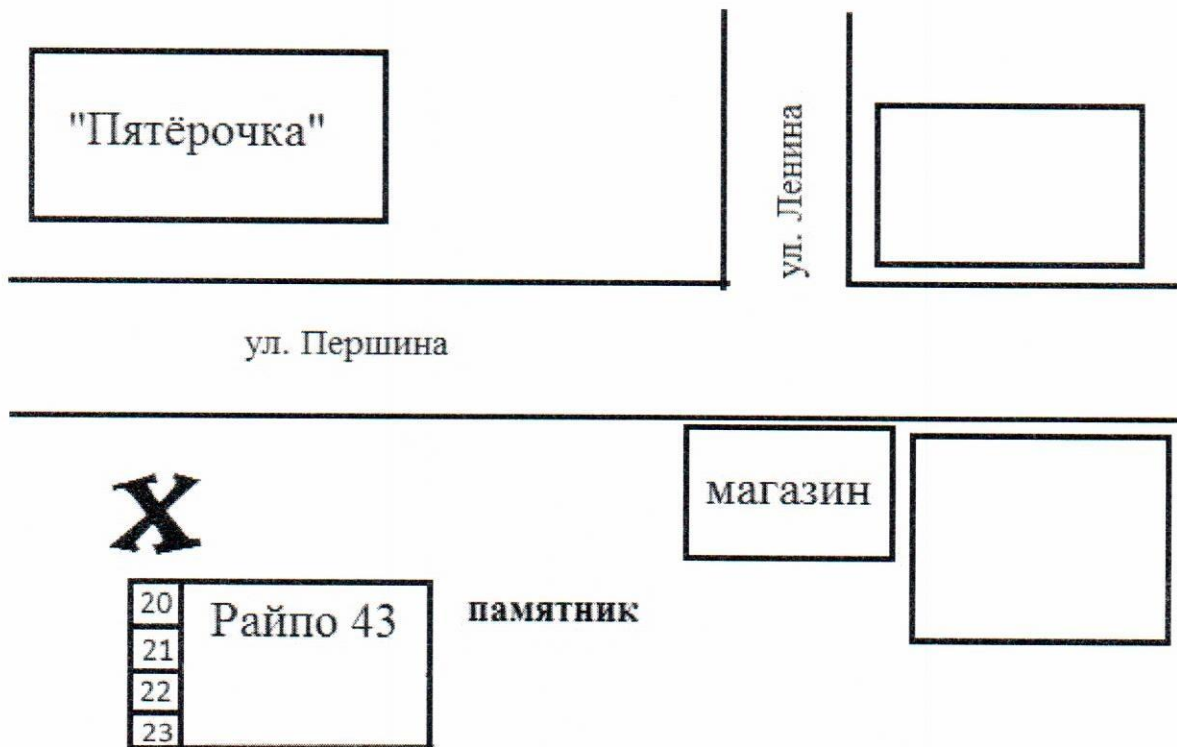 "Пятёрочка"
ул. Ленина
ул. Першина
магазин
X
20
Райпо 43
памятник
21
22
23